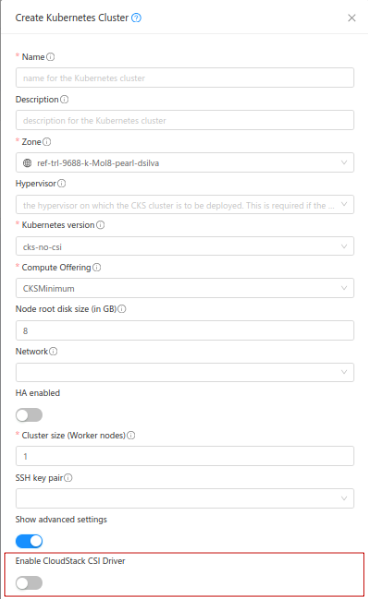 Create Kubernetes Cluster
* Name
name for the Kubernetes cluster
Description
description for the Kubernetes cluster
* Zone
ref-trl-9688-k-Mol8-pearl-dsilva
Hypervisor
the hypervisor on which the CKS cluster is to be deployed. This is required if the ...
* Kubernetes version
cks-no-csi
* Compute Offering
CKSMinimum
Node root disk size (in GB)
8
Network
HA enabled
* Cluster size (Worker nodes)
1
SSH key pair
Show advanced settings
Enable CloudStack CSI Driver